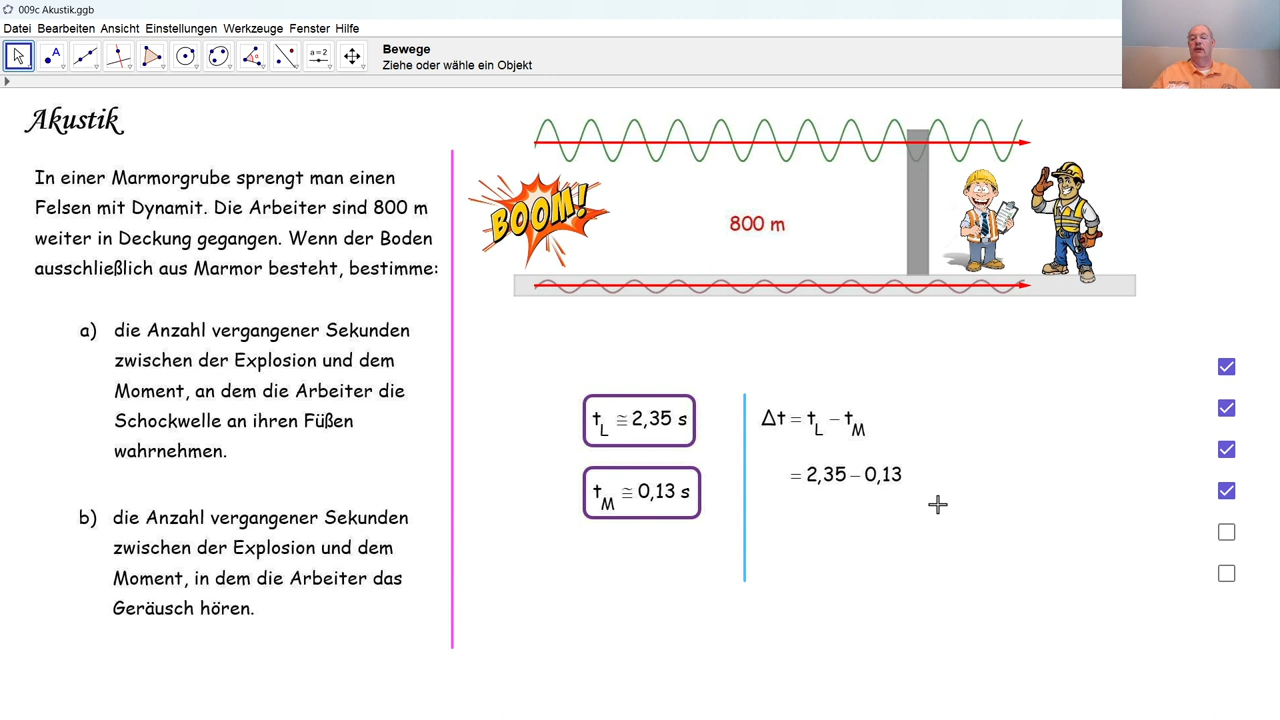 009c Akustik.ggb
Datei Bearbeiten Ansicht Einstellungen Werkzeuge Fenster Hilfe
A
a=2
Bewege
Ziehe oder wähle ein Objekt
Akustik
In einer Marmorgrube sprengt man einen
Felsen mit Dynamit. Die Arbeiter sind 800 m
weiter in Deckung gegangen. Wenn der Boden
ausschließlich aus Marmor besteht, bestimme:
a) die Anzahl vergangener Sekunden
zwischen der Explosion und dem
Moment, an dem die Arbeiter die
Schockwelle an ihren Füßen
wahrnehmen.
b) die Anzahl vergangener Sekunden
zwischen der Explosion und dem
Moment, in dem die Arbeiter das
Geräusch hören.
BOOM!
800 m
t_L ≅ 2,35 s
t_M ≅ 0,13 s
Δt = t_L − t_M
= 2,35 − 0,13